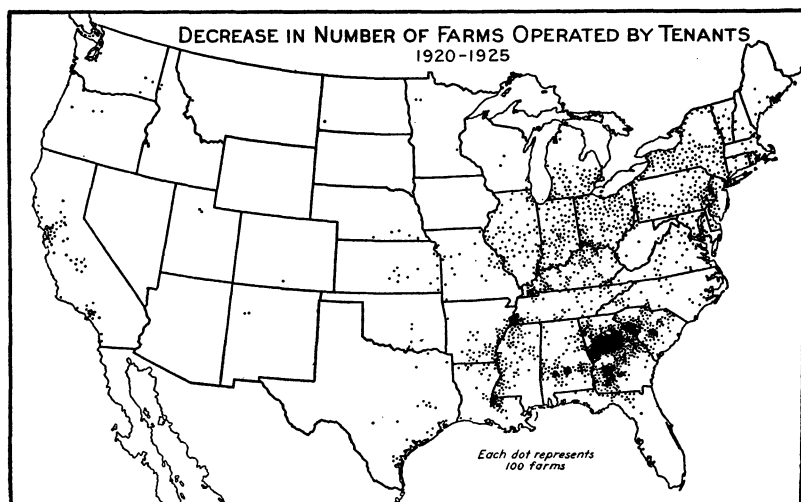 DECREASE IN NUMBER OF FARMS OPERATED BY TENANTS
1920-1925
Each dot represents
100 farms